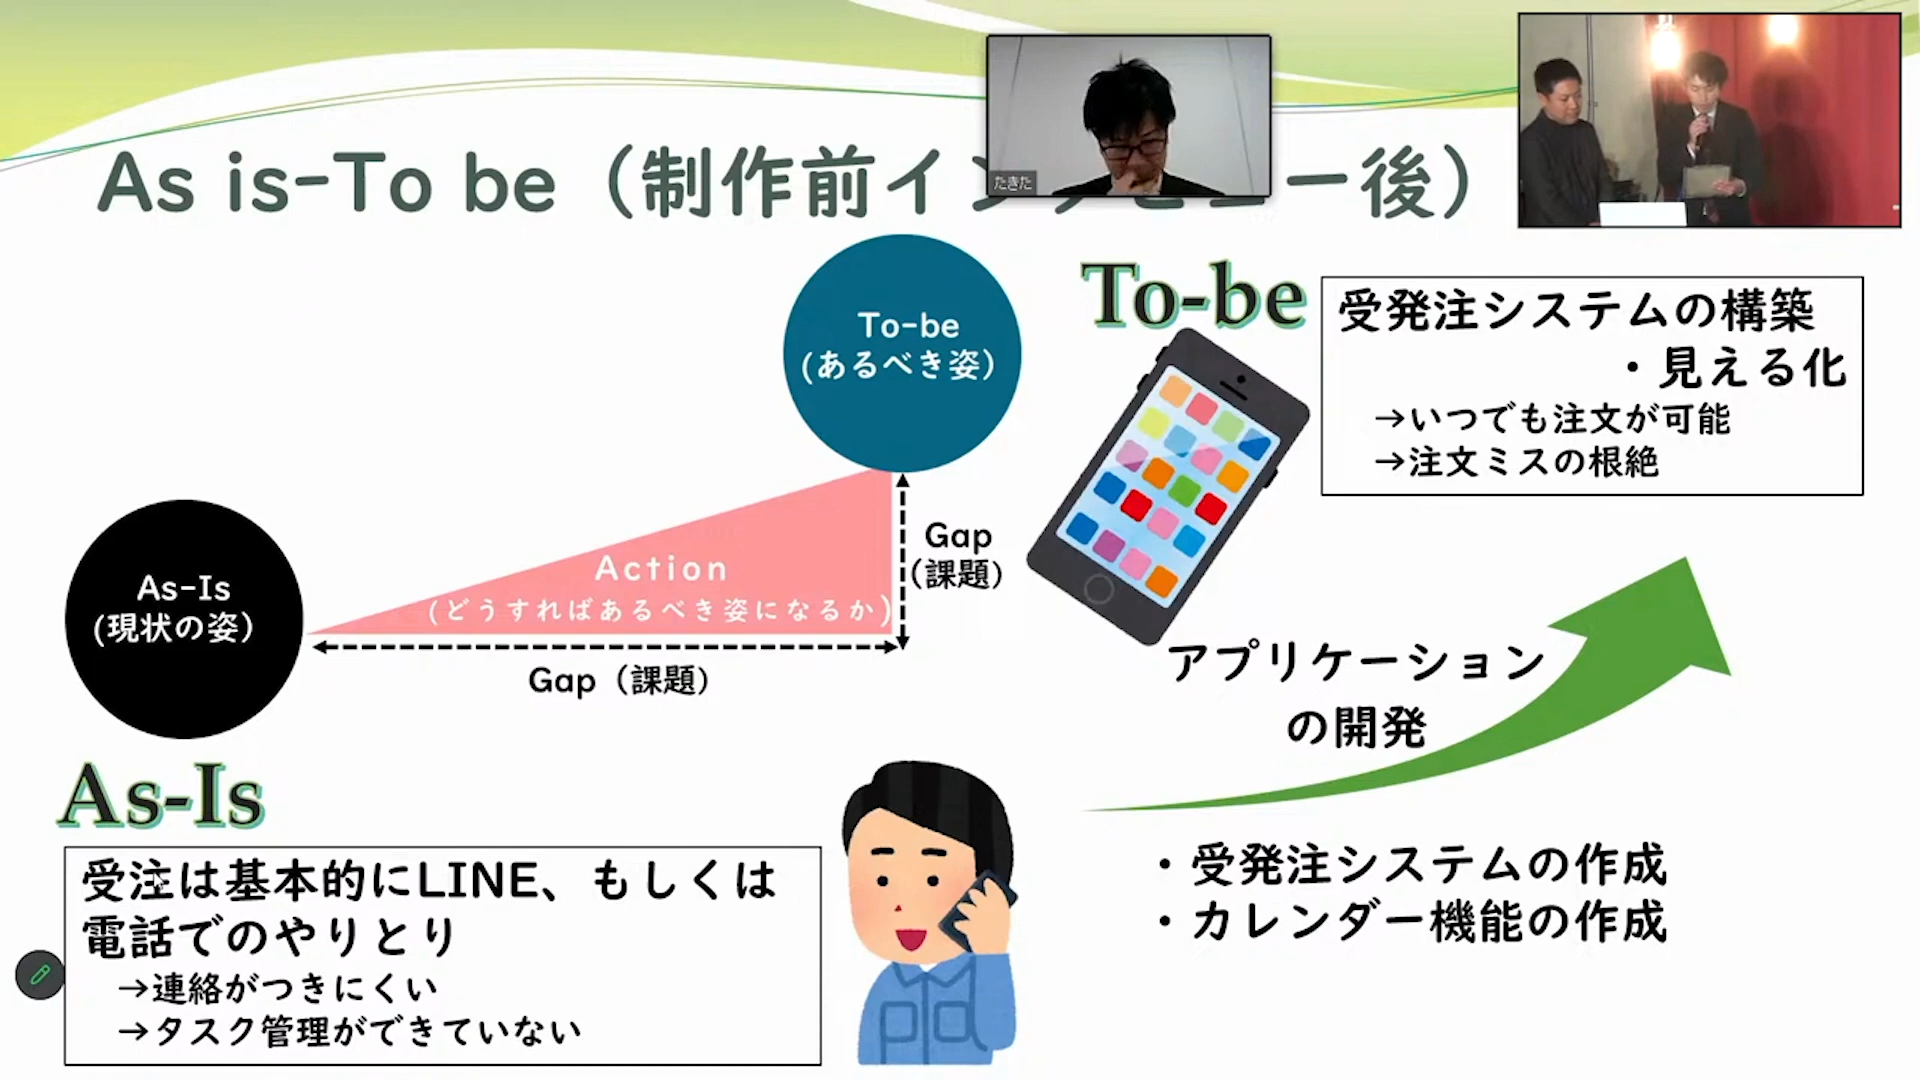 As is-To be（制作前イン ー後）
たきた
To-be
(あるべき姿)
To-be
受発注システムの構築
・見える化
→いつでも注文が可能
→注文ミスの根絶
As-Is
(現状の姿)
Action
(どうすればあるべき姿になるか)
Gap
(課題)
Gap（課題）
アプリケーション
の開発
As-Is
受注は基本的にLINE、もしくは
電話でのやりとり
→連絡がつきにくい
→タスク管理ができていない
・受発注システムの作成
・カレンダー機能の作成